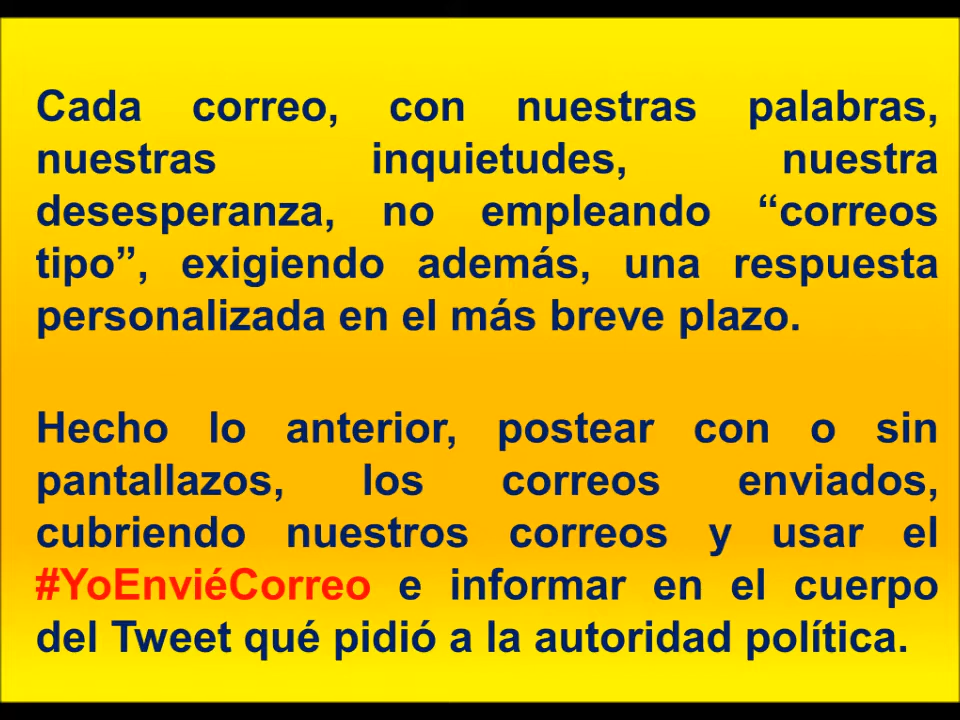 Cada correo, con nuestras palabras,
nuestras inquietudes, nuestra
desesperanza, no empleando “correos
tipo”, exigiendo además, una respuesta
personalizada en el más breve plazo.
Hecho lo anterior, postear con o sin
pantallazos, los correos enviados,
cubriendo nuestros correos y usar el
#YoEnviéCorreo e informar en el cuerpo
del Tweet qué pidió a la autoridad política.